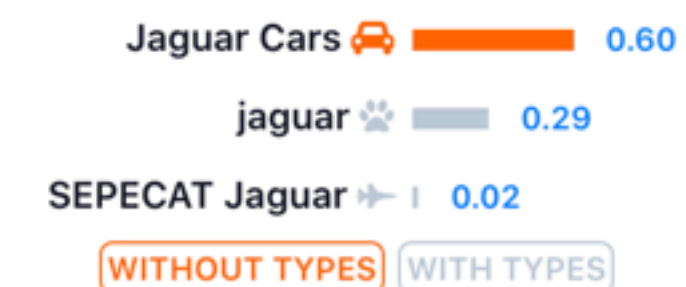 Jaguar Cars 0.60
jaguar 0.29
SEPECAT Jaguar 0.02
WITHOUT TYPES WITH TYPES